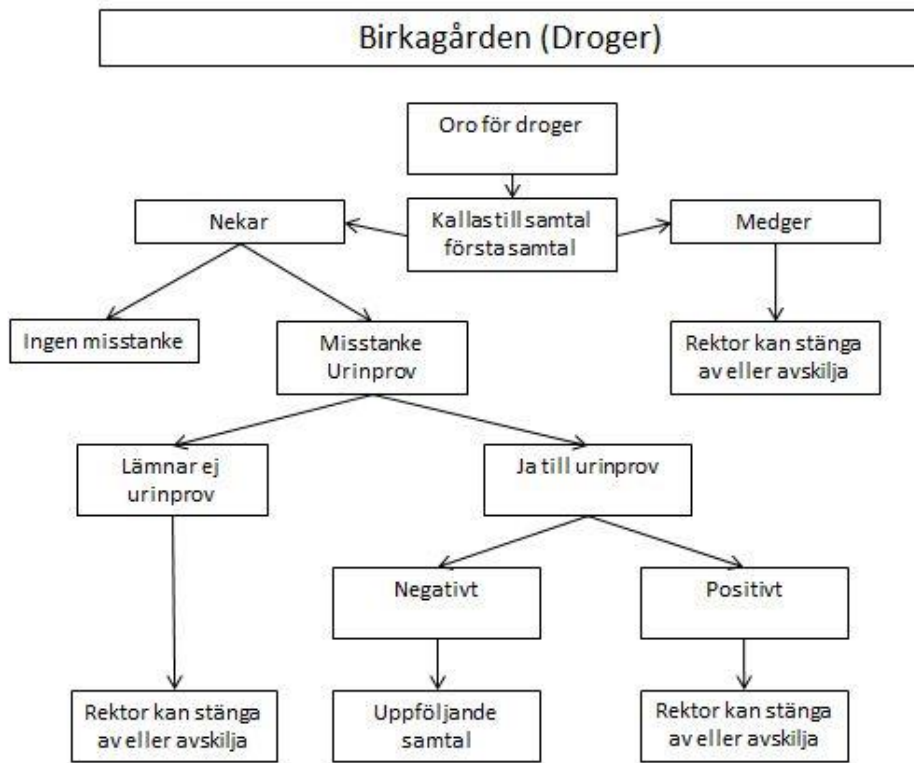 Birkagården (Droger)
Oro för droger
Nekar
Kallas till samtal
första samtal
Medger
Ingen misstanke
Misstanke
Urinprov
Rektor kan stänga
av eller avskilja
Lämnar ej
urinprov
Ja till urinprov
Negativt
Positivt
Rektor kan stänga
av eller avskilja
Uppföljande
samtal
Rektor kan stänga
av eller avskilja